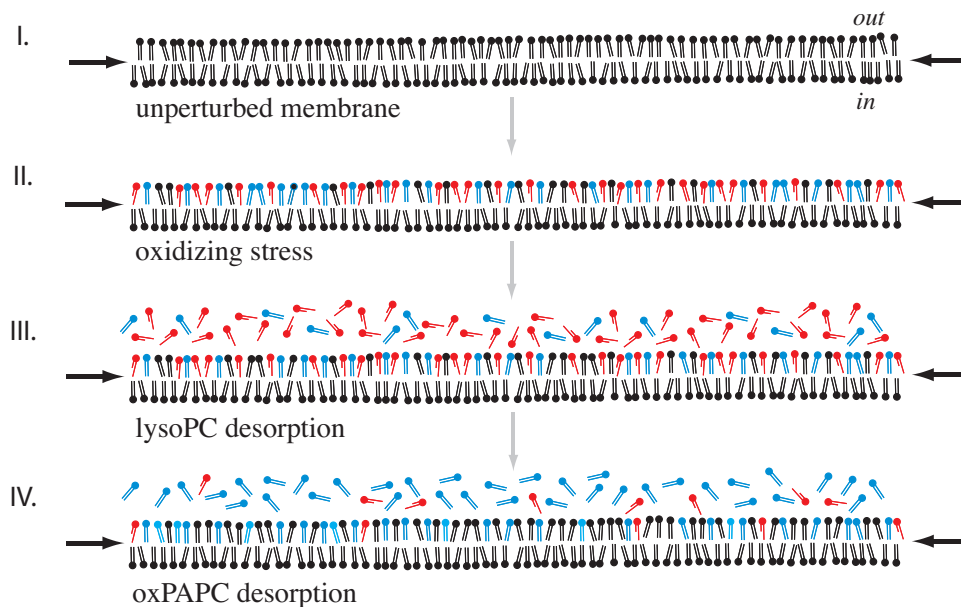 I.
out
in
unperturbed membrane
II.
oxidizing stress
III.
lysoPC desorption
IV.
oxPAPC desorption